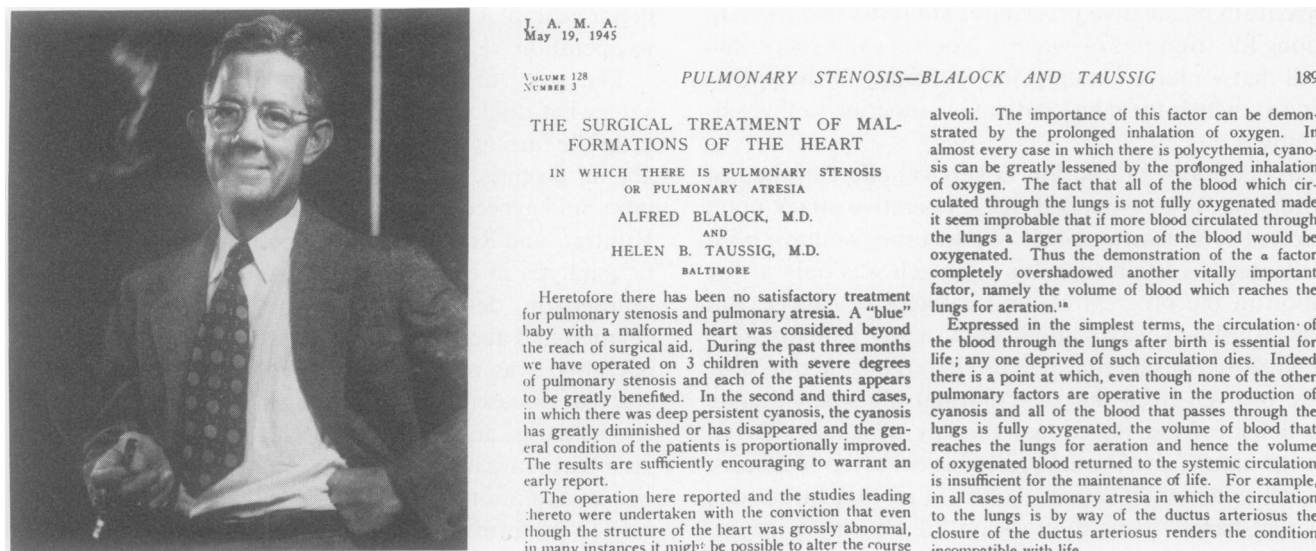 J. A. M. A.
May 19, 1945
VOLUME 128
NUMBER 3
PULMONARY STENOSIS—BLALOCK AND TAUSSIG
189
THE SURGICAL TREATMENT OF MAL-
FORMATIONS OF THE HEART
IN WHICH THERE IS PULMONARY STENOSIS
OR PULMONARY ATRESIA
ALFRED BLALOCK, M.D.
AND
HELEN B. TAUSSIG, M.D.
BALTIMORE
Heretofore there has been no satisfactory treatment
for pulmonary stenosis and pulmonary atresia. A "blue"
baby with a malformed heart was considered beyond
the reach of surgical aid. During the past three months
we have operated on 3 children with severe degrees
of pulmonary stenosis and each of the patients appears
to be greatly benefited. In the second and third cases,
in which there was deep persistent cyanosis, the cyanosis
has greatly diminished or has disappeared and the gen-
eral condition of the patients is proportionally improved.
The results are sufficiently encouraging to warrant an
early report.
The operation here reported and the studies leading
thereto were undertaken with the conviction that even
though the structure of the heart was grossly abnormal,
in many instances it might be possible to alter the course
alveoli. The importance of this factor can be demon-
strated by the prolonged inhalation of oxygen. In
almost every case in which there is polycythemia, cyano-
sis can be greatly lessened by the prolonged inhalation
of oxygen. The fact that all of the blood which cir-
culated through the lungs is not fully oxygenated made
it seem improbable that if more blood circulated through
the lungs a larger proportion of the blood would be
oxygenated. Thus the demonstration of the α factor
completely overshadowed another vitally important
factor, namely the volume of blood which reaches the
lungs for aeration.¹ᵃ
Expressed in the simplest terms, the circulation of
the blood through the lungs after birth is essential for
life; any one deprived of such circulation dies. Indeed
there is a point at which, even though none of the other
pulmonary factors are operative in the production of
cyanosis and all of the blood that passes through the
lungs is fully oxygenated, the volume of blood that
reaches the lungs for aeration and hence the volume
of oxygenated blood returned to the systemic circulation
is insufficient for the maintenance of life. For example,
in all cases of pulmonary atresia in which the circulation
to the lungs is by way of the ductus arteriosus the
closure of the ductus arteriosus renders the condition
incompatible with life.